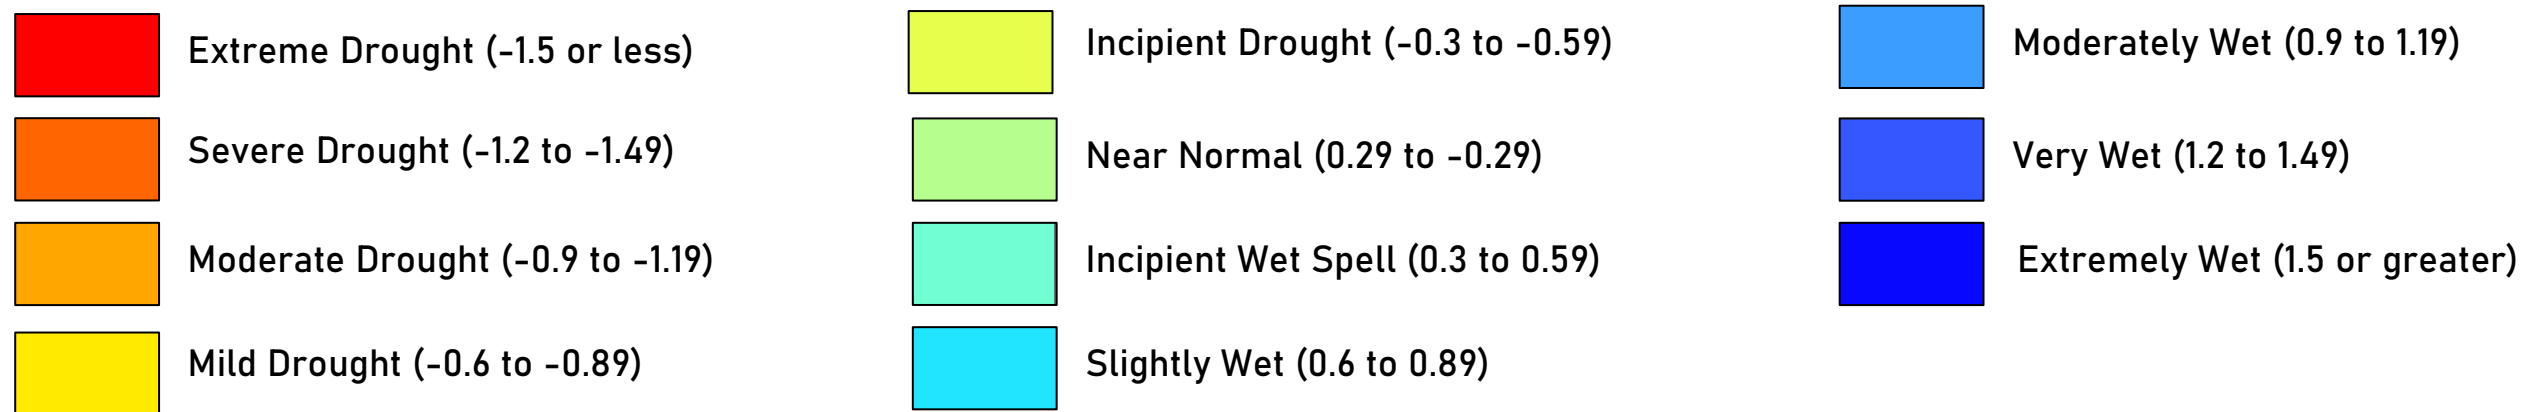 Extreme Drought (-1.5 or less)
Severe Drought (-1.2 to -1.49)
Moderate Drought (-0.9 to -1.19)
Mild Drought (-0.6 to -0.89)
Incipient Drought (-0.3 to -0.59)
Near Normal (0.29 to -0.29)
Incipient Wet Spell (0.3 to 0.59)
Slightly Wet (0.6 to 0.89)
Moderately Wet (0.9 to 1.19)
Very Wet (1.2 to 1.49)
Extremely Wet (1.5 or greater)